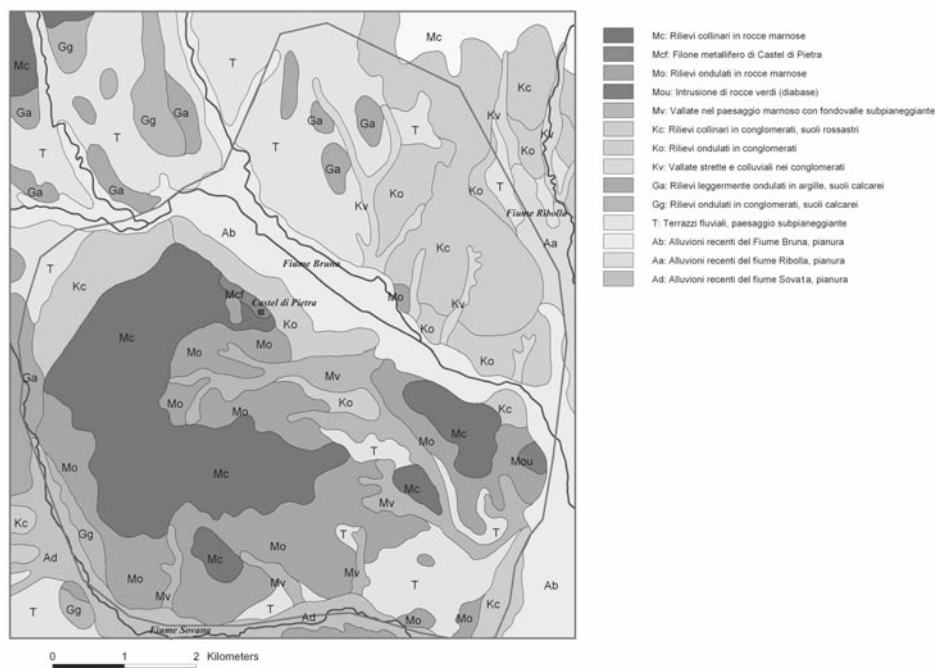 Mc
Gg
Mc
T
Mc
Kc
Ga
Gg
Ga
T
Ga
Ga
T
Kv
Kv
T
T
Ga
Ko
Ko
T
Ga
Ga
Kv
Ko
Fiume Ribolla
Ab
Kc
Aa
T
Kc
Fiume Bruna
Mcf
Mo
Kv
Castel di Pietra
Mc
Ko
Ko
Mo
Mo
Ko
Ga
Mv
Mo
Mo
Ko
Kc
Mc
Mo
T
Mo
Mc
Mou
Mc
Mv
Kc
Gg
T
T
Ad
Mc
Mo
Mo
Mv
Mv
T
Ab
T
Gg
Mv
T
Ad
Kc
Mo
Mo
Fiume Sovana
0 1 2 Kilometers
Mc: Rilievi collinari in rocce marnose
Mcf: Filone metallifero di Castel di Pietra
Mo: Rilievi ondulati in rocce marnose
Mou: Intrusione di rocce verdi (diabase)
Mv: Vallate nel paesaggio marnoso con fondovalle subpianeggiante
Kc: Rilievi collinari in conglomerati, suoli rossastri
Ko: Rilievi ondulati in conglomerati
Kv: Vallate strette e colluviali nei conglomerati
Ga: Rilievi leggermente ondulati in argille, suoli calcarei
Gg: Rilievi ondulati in conglomerati, suoli calcarei
T: Terrazzi fluviali, paesaggio subpianeggiante
Ab: Alluvioni recenti del Fiume Bruna, pianura
Aa: Alluvioni recenti del fiume Ribolla, pianura
Ad: Alluvioni recenti del fiume Sovata, pianura